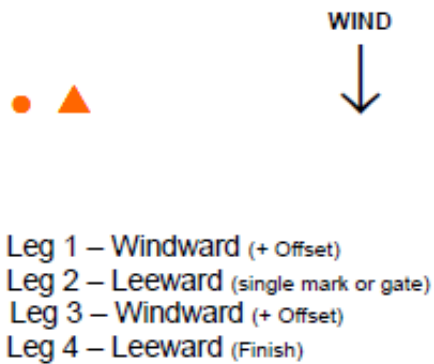 WIND
Leg 1 – Windward (+ Offset)
Leg 2 – Leeward (single mark or gate)
Leg 3 – Windward (+ Offset)
Leg 4 – Leeward (Finish)